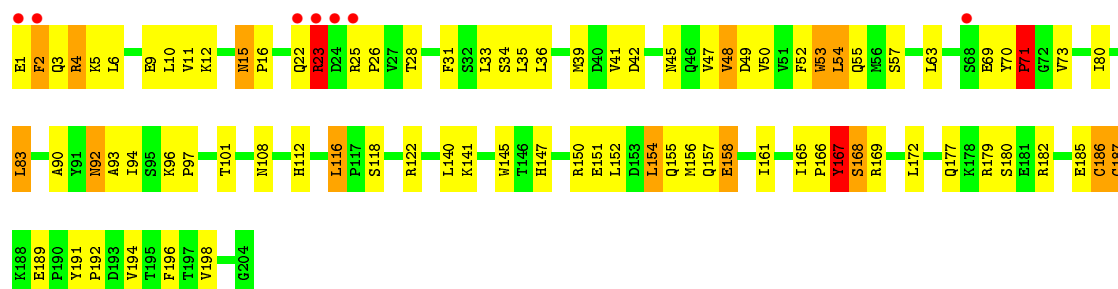 E1 F2 Q3 R4 K5 L6 E9 L10 V11 K12 N15 P16 Q22 R23 D24 R25 P26 V27 T28 F31 S32 L33 S34 L35 L36 M39 D40 V41 D42 N45 Q46 V47 V48 D49 V50 V51 F52 W53 L54 Q55 M56 S57 L63 S68 E69 Y70 P71 G72 V73 I80
L83 A90 Y91 N92 A93 I94 S95 K96 P97 T101 N108 H112 L116 P117 S118 R122 L140 K141 W145 T146 H147 R150 E151 L152 D153 L154 Q155 M156 Q157 E158 I161 I165 P166 Y167 S168 R169 L172 Q177 K178 R179 S180 E181 R182 E185 C186
K188 E189 P190 Y191 P192 D193 V194 T195 F196 T197 V198 G204